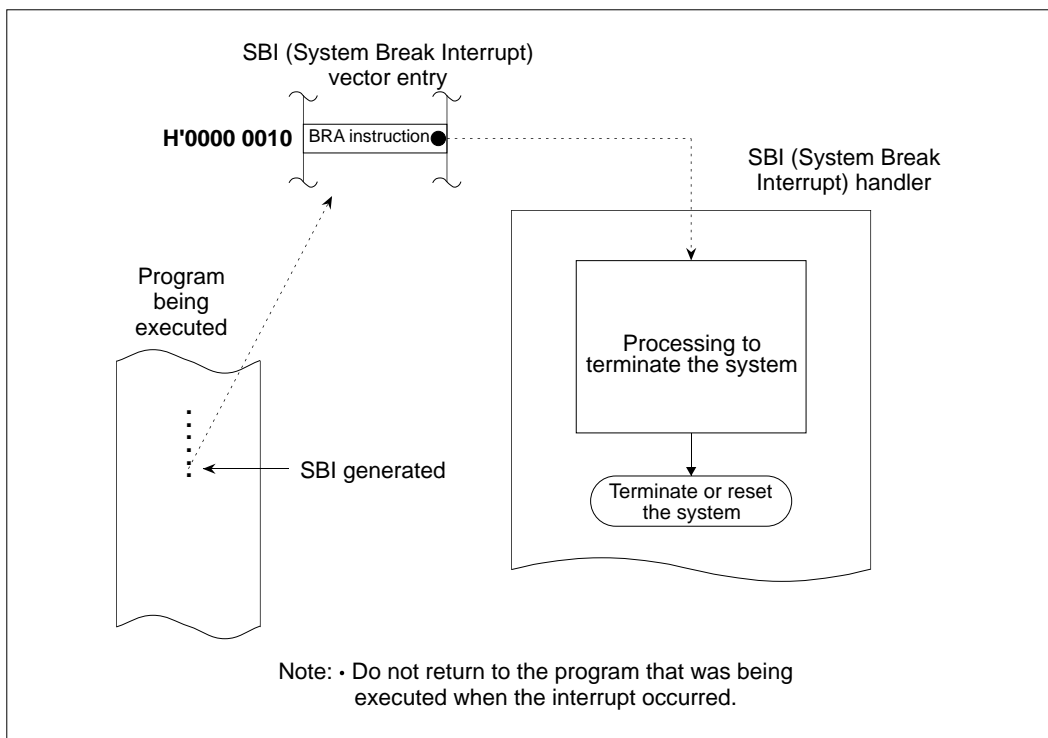 SBI (System Break Interrupt)
vector entry
H'0000 0010
BRA instruction
SBI (System Break
Interrupt) handler
Program
being
executed
Processing to
terminate the system
SBI generated
Terminate or reset
the system
Note: • Do not return to the program that was being
executed when the interrupt occurred.